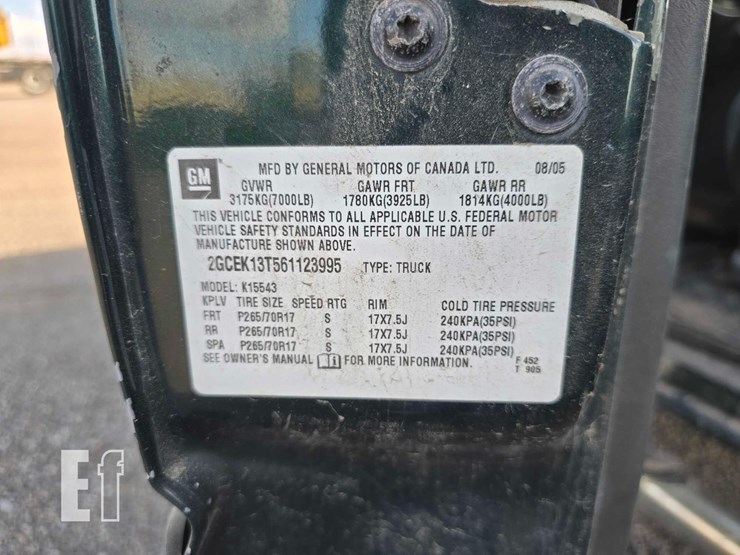 GM
MFD BY GENERAL MOTORS OF CANADA LTD. 08/05
GVWR GAWR FRT GAWR RR
3175KG(7000LB) 1780KG(3925LB) 1814KG(4000LB)
THIS VEHICLE CONFORMS TO ALL APPLICABLE U.S. FEDERAL MOTOR
VEHICLE SAFETY STANDARDS IN EFFECT ON THE DATE OF
MANUFACTURE SHOWN ABOVE.
2GCEK13T561123995 TYPE: TRUCK
MODEL: K15543
KPLV TIRE SIZE SPEED RTG RIM COLD TIRE PRESSURE
FRT P265/70R17 S 17X7.5J 240KPA(35PSI)
RR P265/70R17 S 17X7.5J 240KPA(35PSI)
SPA P265/70R17 S 17X7.5J 240KPA(35PSI)
SEE OWNER'S MANUAL FOR MORE INFORMATION.
F 452
T 905
Ef